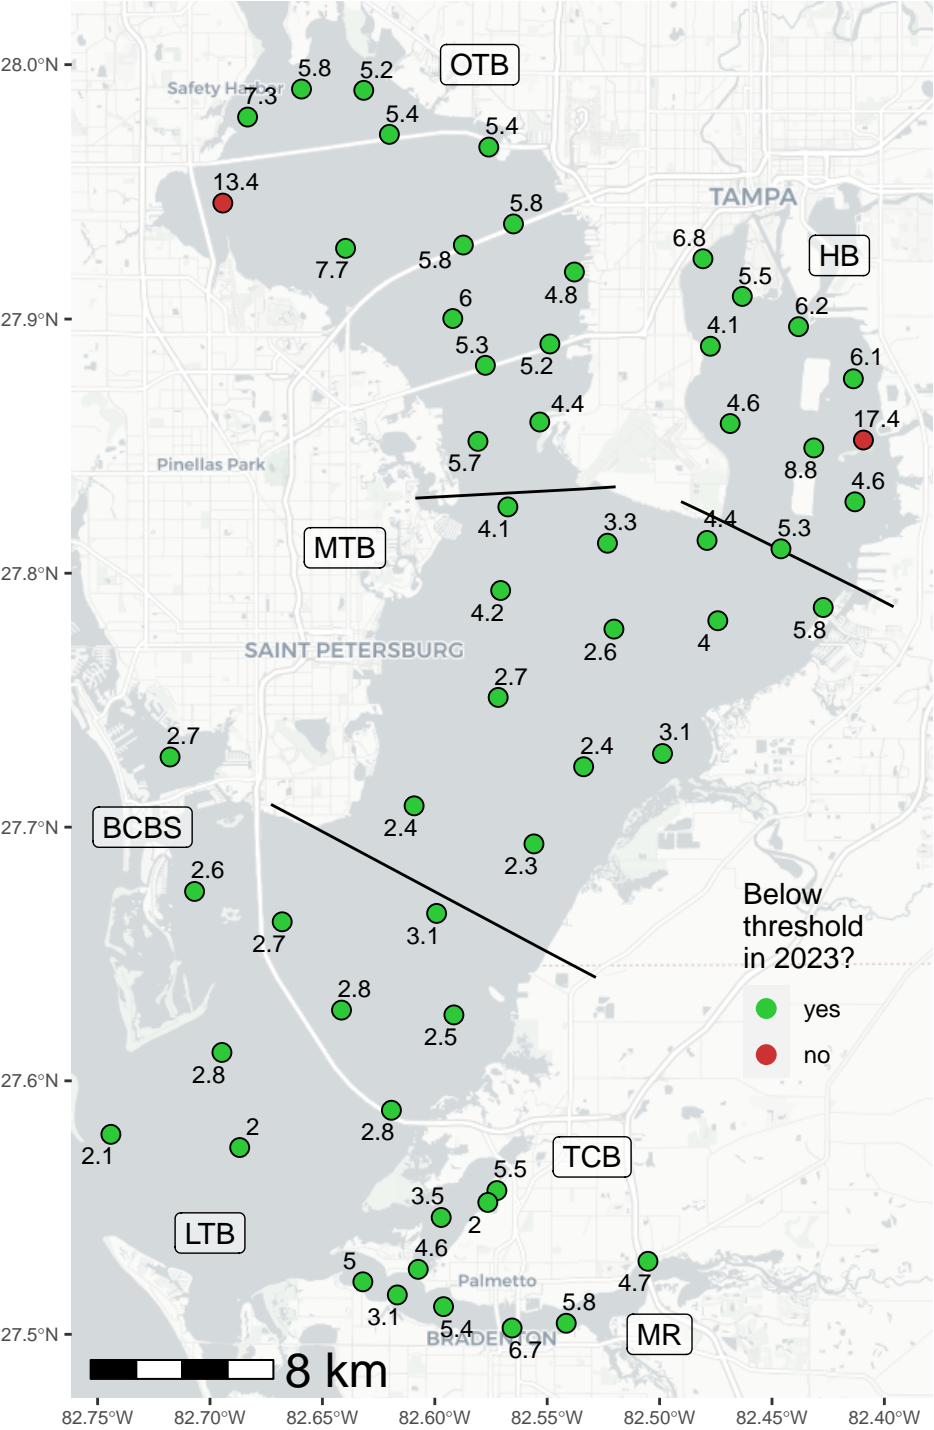 28.0°N
5.8
5.2
OTB
Safety Harbor
7.3
5.4
5.4
13.4
5.8
TAMPA
6.8
HB
5.8
7.7
4.8
5.5
6
6.2
27.9°N
4.1
5.3
5.2
6.1
4.4
4.6
17.4
Pinellas Park
5.7
8.8
4.6
4.1
3.3
4.4
5.3
MTB
27.8°N
4.2
2.6
4
5.8
SAINT PETERSBURG
2.7
2.7
2.4
3.1
BCBS
27.7°N
2.4
2.3
2.6
Below
threshold
in 2023?
yes
no
2.7
3.1
2.8
2.5
2.8
27.6°N
2.8
2
2.1
TCB
5.5
3.5
2
LTB
4.6
5
Palmetto
4.7
3.1
5.4
5.8
BRADENTON
6.7
MR
27.5°N
8 km
82.75°W
82.70°W
82.65°W
82.60°W
82.55°W
82.50°W
82.45°W
82.40°W